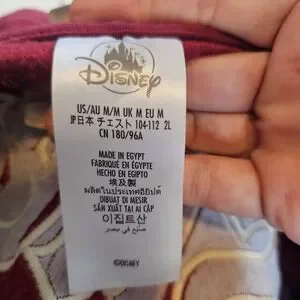 Disney
US/AU M/M UK M EU M
JP日本 チェスト 104-112 2L
CN 180/96A
MADE IN EGYPT
FABRIQUÉ EN ÉGYPTE
HECHO EN EGIPTO
埃及製
ผลิตในประเทศอียิปต์
DIBUAT DI MESIR
SẢN XUẤT TẠI AI CẬP
이집트산
صنع في مصر
©DISNEY